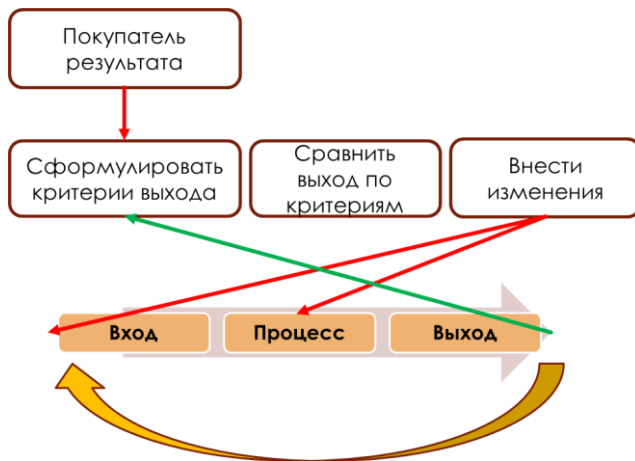 Покупатель
результата
Сформулировать
критерии выхода
Сравнить
выход по
критериям
Внести
изменения
Вход
Процесс
Выход